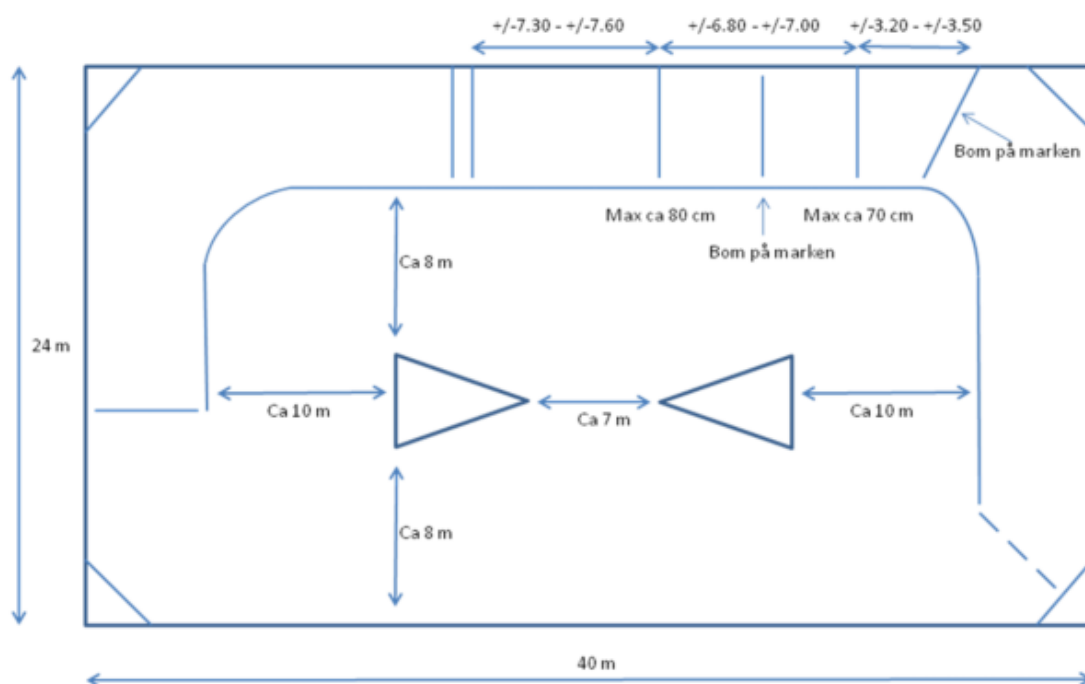 +/-7.30 - +/-7.60
+/-6.80 - +/-7.00
+/-3.20 - +/-3.50
Bom på marken
Max ca 80 cm
Max ca 70 cm
Bom på marken
Ca 8 m
24 m
Ca 10 m
Ca 7 m
Ca 10 m
Ca 8 m
40 m